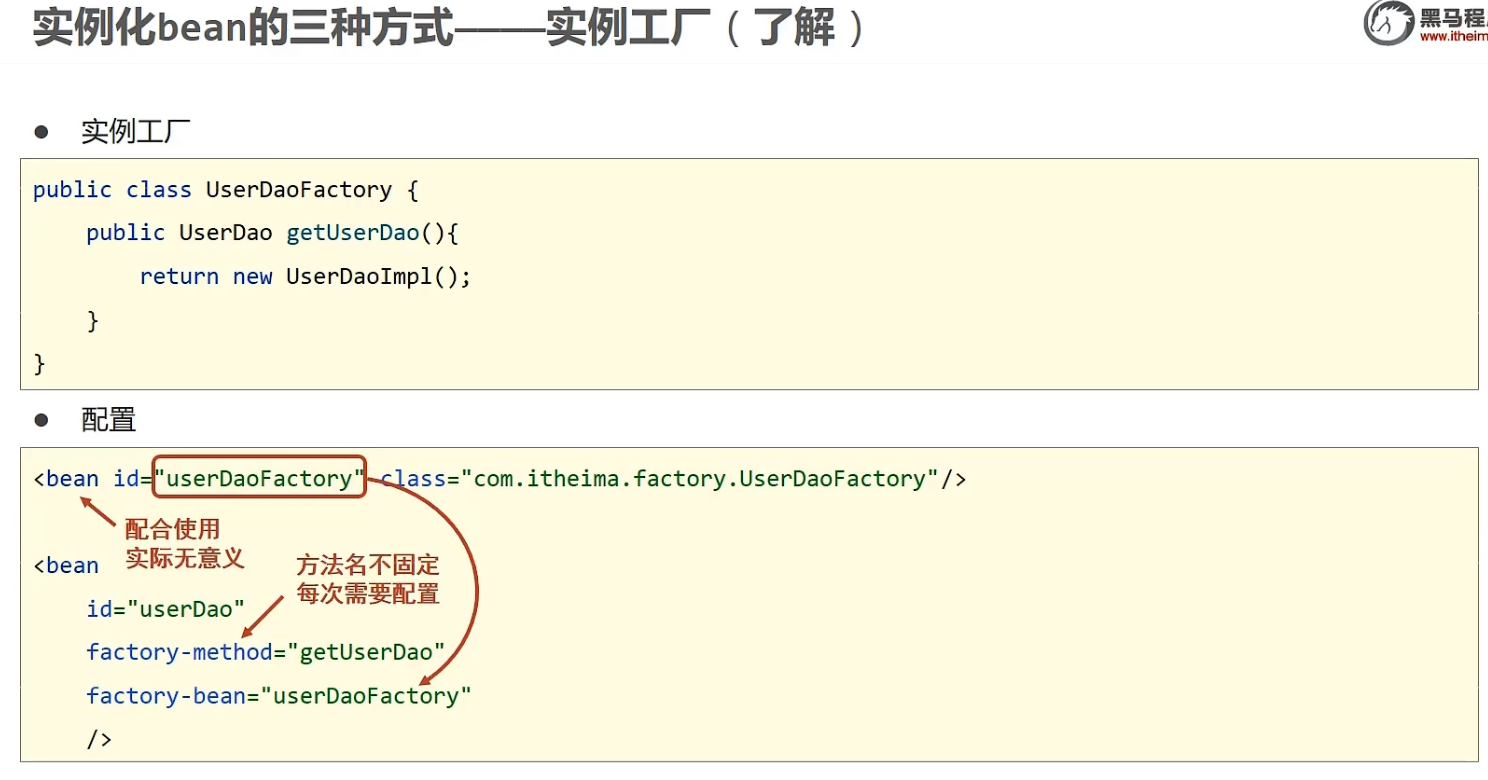 实例化bean的三种方式——实例工厂（了解）
黑马程
www.itheim
● 实例工厂
public class UserDaoFactory {
public UserDao getUserDao(){
return new UserDaoImpl();
}
}
● 配置
<bean id="userDaoFactory" class="com.itheima.factory.UserDaoFactory"/>
配合使用
实际无意义
方法名不固定
每次需要配置
<bean
id="userDao"
factory-method="getUserDao"
factory-bean="userDaoFactory"
/>